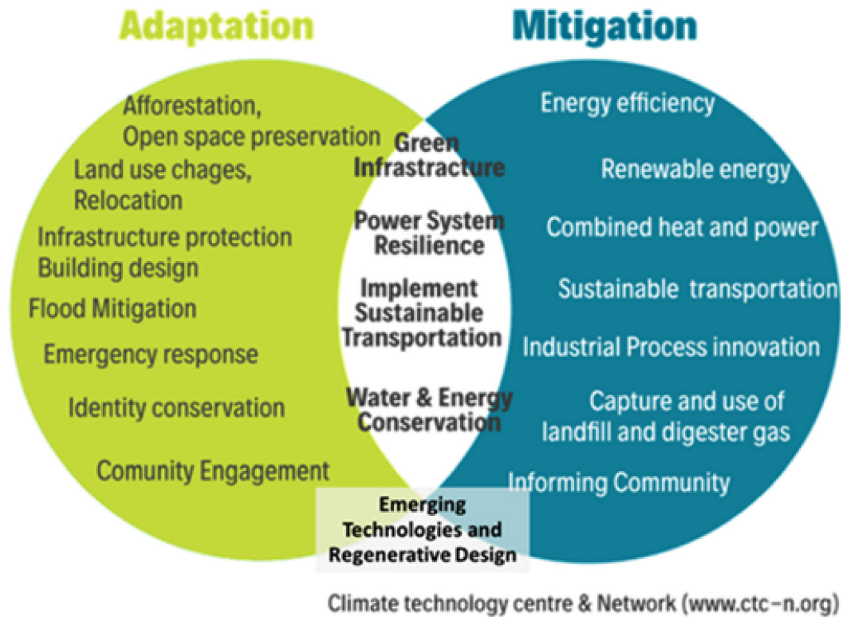 Adaptation
Mitigation
Afforestation,
Open space preservation
Land use chages,
Relocation
Infrastructure protection
Building design
Flood Mitigation
Emergency response
Identity conservation
Comunity Engagement
Green
Infrastracture
Power System
Resilience
Implement
Sustainable
Transportation
Water & Energy
Conservation
Emerging
Technologies and
Regenerative Design
Energy efficiency
Renewable energy
Combined heat and power
Sustainable transportation
Industrial Process innovation
Capture and use of
landfill and digester gas
Informing Community
Climate technology centre & Network (www.ctc-n.org)